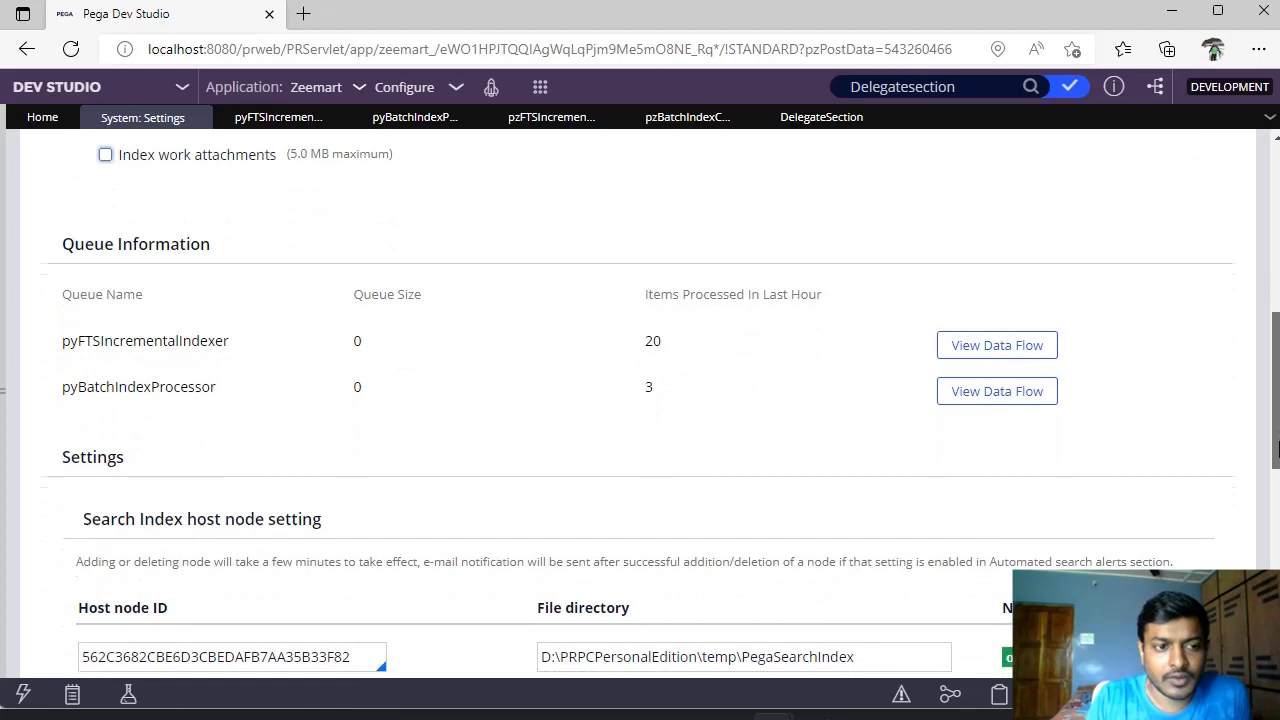 PEGA Pega Dev Studio
localhost:8080/prweb/PRServlet/app/zeemart_/eWO1HPJTQQIAgWqLqPjm9Me5mO8NE_Rq*/!STANDARD?pzPostData=543260466
DEV STUDIO Application: Zeemart Configure Delegatesection DEVELOPMENT
Home System: Settings pyFTSIncremen... pyBatchIndexP... pzFTSIncremen... pzBatchIndexC... DelegateSection
Index work attachments (5.0 MB maximum)
Queue Information
Queue Name Queue Size Items Processed In Last Hour
pyFTSIncrementalIndexer 0 20 View Data Flow
pyBatchIndexProcessor 0 3 View Data Flow
Settings
Search Index host node setting
Adding or deleting node will take a few minutes to take effect, e-mail notification will be sent after successful addition/deletion of a node if that setting is enabled in Automated search alerts section.
Host node ID File directory
562C3682CBE6D3CBEDAFB7AA35B33F82 D:\PRPCPersonalEdition\temp\PegaSearchIndex